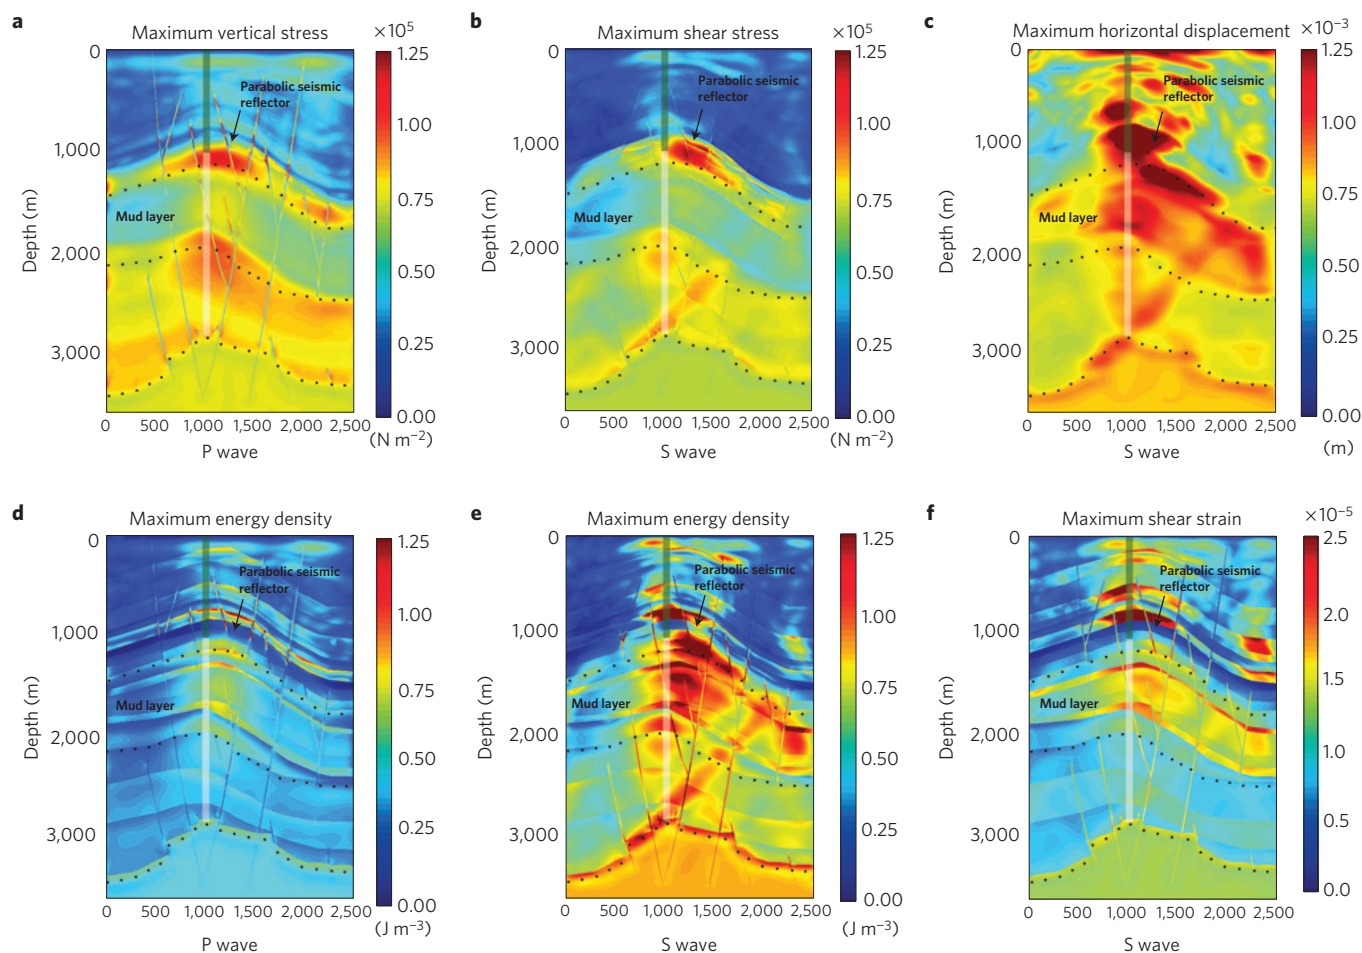 a
Maximum vertical stress
×10⁵
0
1,000
2,000
3,000
Depth (m)
Parabolic seismic
reflector
Mud layer
1.25
1.00
0.75
0.50
0.25
0.00
(N m⁻²)
0 500 1,000 1,500 2,000 2,500
P wave
b
Maximum shear stress
×10⁵
0
1,000
2,000
3,000
Depth (m)
Parabolic seismic
reflector
Mud layer
1.25
1.00
0.75
0.50
0.25
0.00
(N m⁻²)
0 500 1,000 1,500 2,000 2,500
S wave
c
Maximum horizontal displacement
×10⁻³
0
1,000
2,000
3,000
Depth (m)
Parabolic seismic
reflector
Mud layer
1.25
1.00
0.75
0.50
0.25
0.00
(m)
0 500 1,000 1,500 2,000 2,500
S wave
d
Maximum energy density
0
1,000
2,000
3,000
Depth (m)
Parabolic seismic
reflector
Mud layer
1.25
1.00
0.75
0.50
0.25
0.00
(J m⁻³)
0 500 1,000 1,500 2,000 2,500
P wave
e
Maximum energy density
0
1,000
2,000
3,000
Depth (m)
Parabolic seismic
reflector
Mud layer
1.25
1.00
0.75
0.50
0.25
0.00
(J m⁻³)
0 500 1,000 1,500 2,000 2,500
S wave
f
Maximum shear strain
×10⁻⁵
0
1,000
2,000
3,000
Depth (m)
Parabolic seismic
reflector
Mud layer
2.5
2.0
1.5
1.0
0.5
0.0
0 500 1,000 1,500 2,000 2,500
S wave